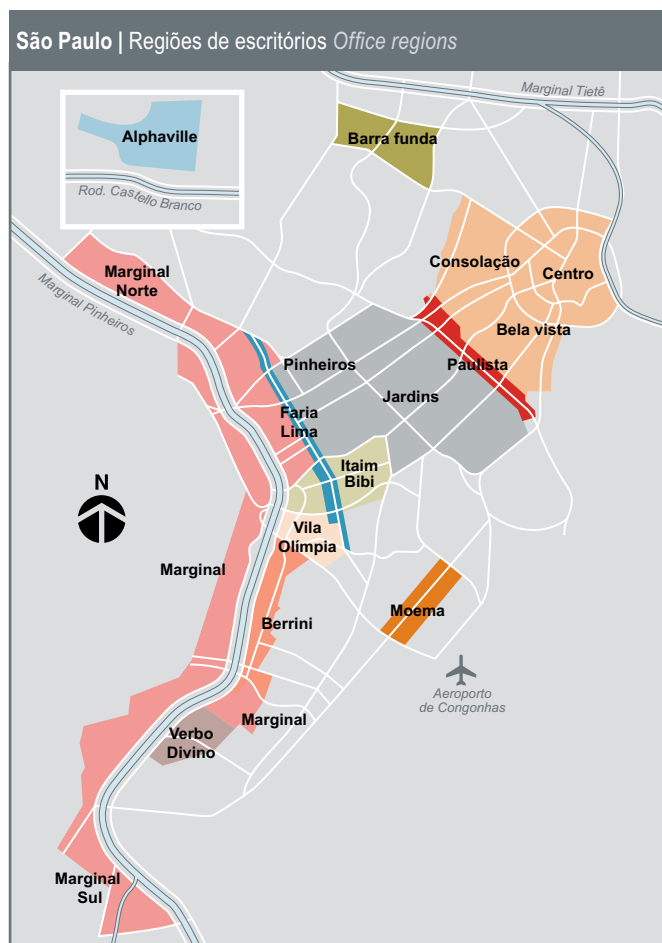 São Paulo | Regiões de escritórios Office regions
Marginal Tietê
Alphaville
Rod. Castello Branco
Barra funda
Consolação
Centro
Marginal
Norte
Marginal Pinheiros
Bela vista
Pinheiros
Paulista
Jardins
Faria
Lima
Itaim
Bibi
N
Vila
Olímpia
Marginal
Moema
Berrini
Aeroporto
de Congonhas
Marginal
Verbo
Divino
Marginal
Sul